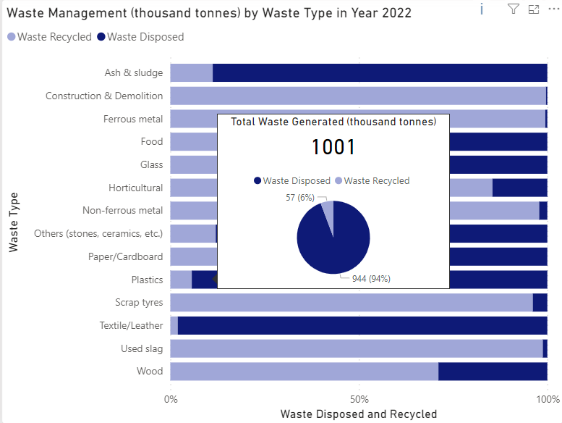 Waste Management (thousand tonnes) by Waste Type in Year 2022
Waste Recycled Waste Disposed
Waste Type
Ash & sludge
Construction & Demolition
Ferrous metal
Food
Glass
Horticultural
Non-ferrous metal
Others (stones, ceramics, etc.)
Paper/Cardboard
Plastics
Scrap tyres
Textile/Leather
Used slag
Wood
Total Waste Generated (thousand tonnes)
1001
Waste Disposed Waste Recycled
57 (6%)
944 (94%)
0% 50% 100%
Waste Disposed and Recycled